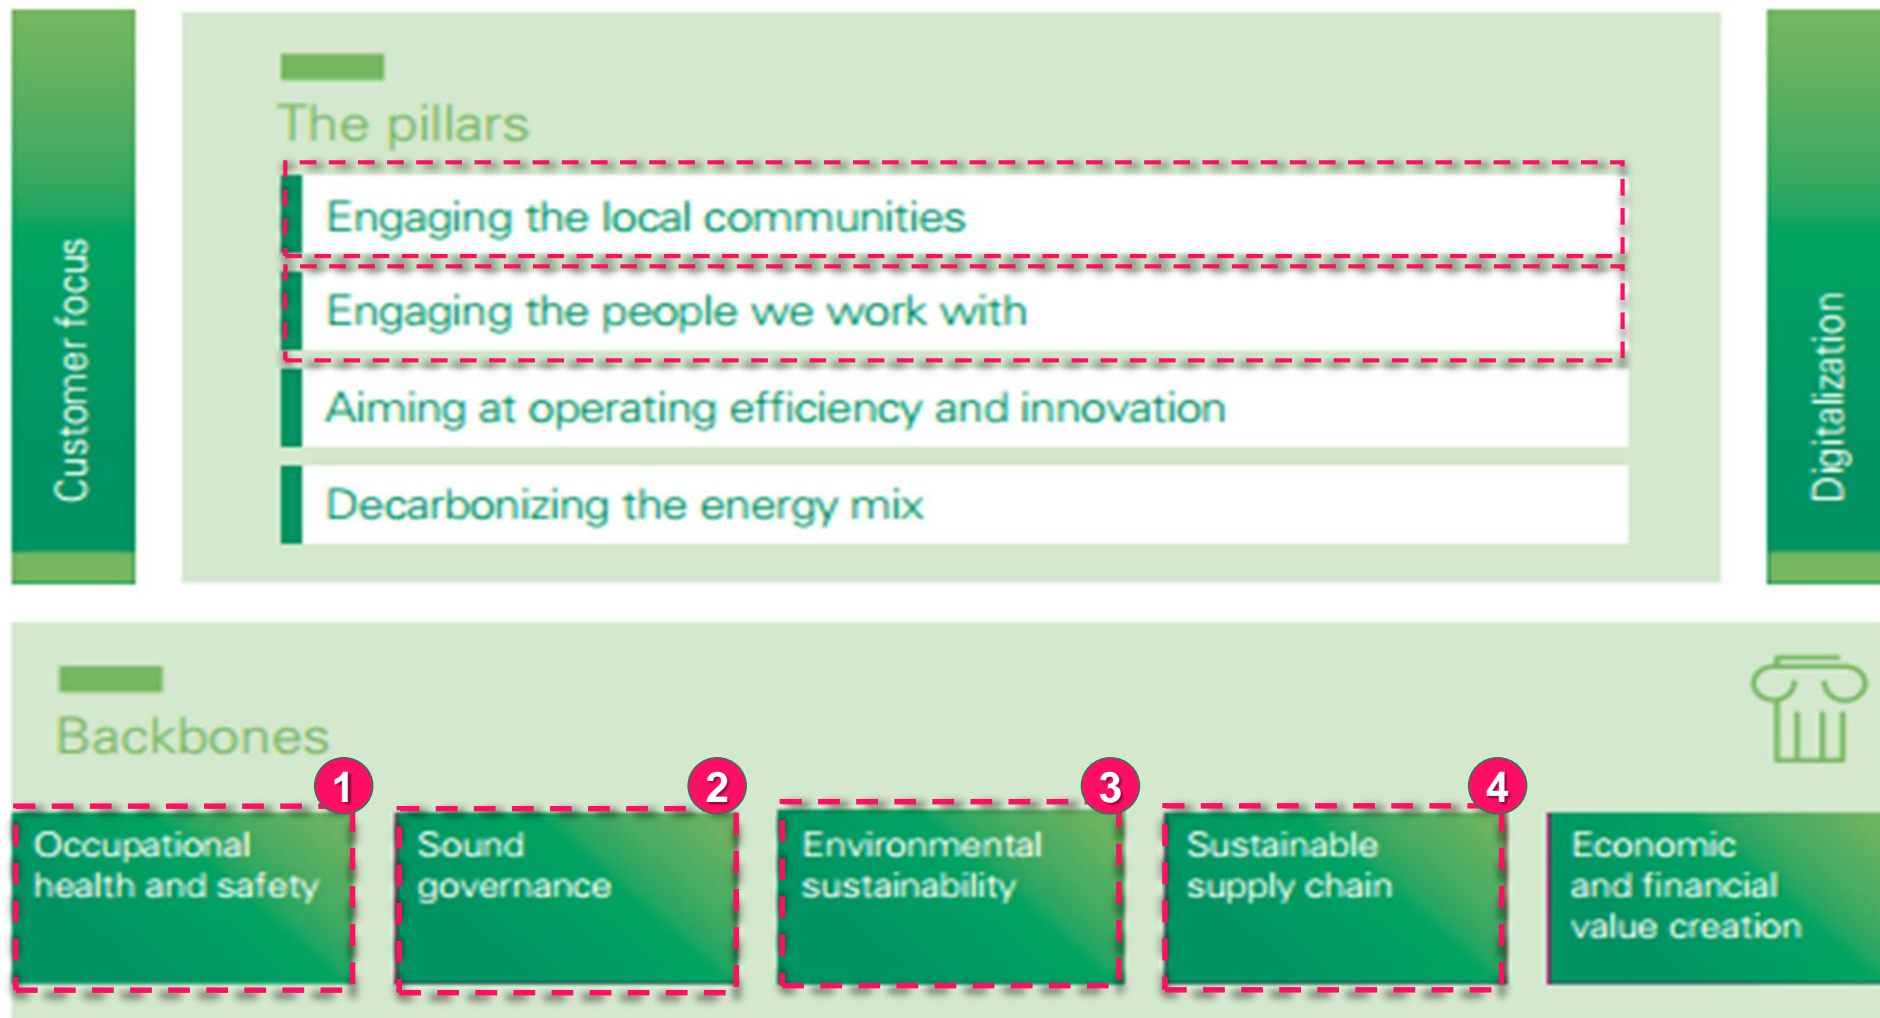 Customer focus
The pillars
Engaging the local communities
Engaging the people we work with
Aiming at operating efficiency and innovation
Decarbonizing the energy mix
Digitalization
Backbones
1
Occupational
health and safety
2
Sound
governance
3
Environmental
sustainability
4
Sustainable
supply chain
Economic
and financial
value creation